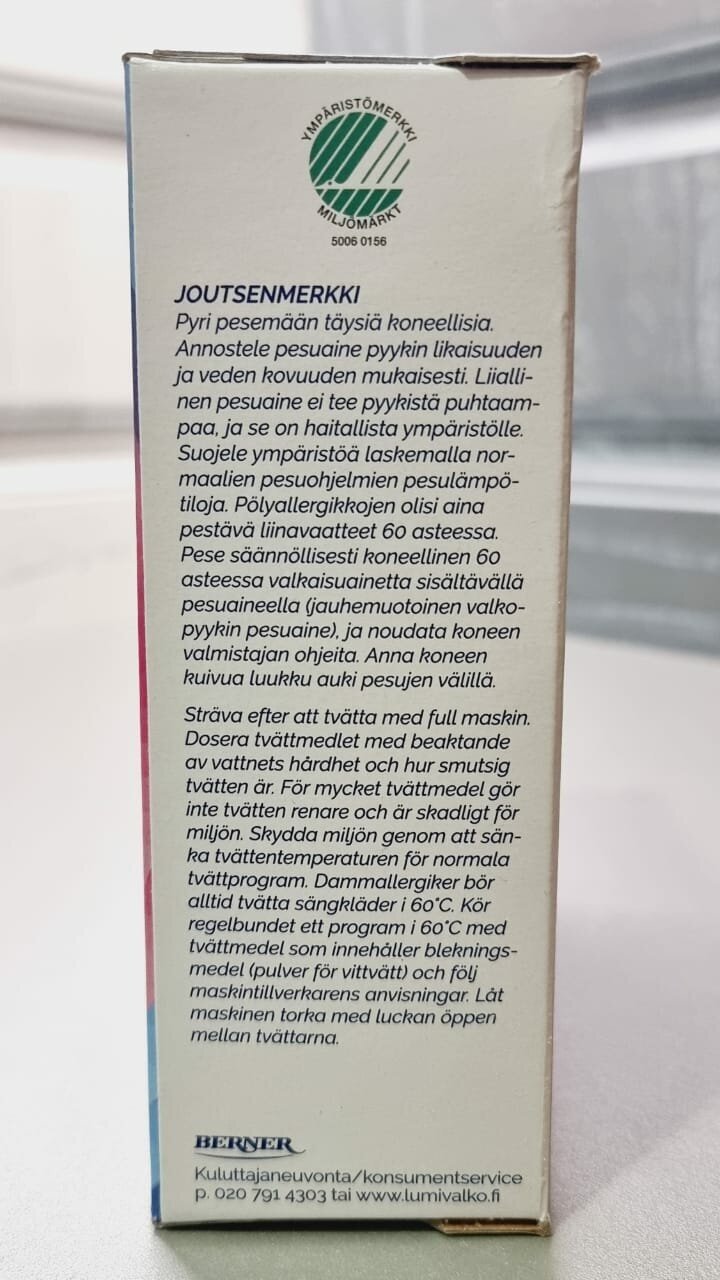 YMPÄRISTÖMERKKI
MILJÖMÄRKT
5006 0156
JOUTSENMERKKI
Pyri pesemään täysiä koneellisia.
Annostele pesuaine pyykin likaisuuden
ja veden kovuuden mukaisesti. Liialli-
nen pesuaine ei tee pyykistä puhtaam-
paa, ja se on haitallista ympäristölle.
Suojele ympäristöä laskemalla nor-
maalien pesuohjelmien pesulämpö-
tiloja. Pölyallergikkojen olisi aina
pestävä liinavaatteet 60 asteessa.
Pese säännöllisesti koneellinen 60
asteessa valkaisuainetta sisältävällä
pesuaineella (jauhemuotoinen valko-
pyykin pesuaine), ja noudata koneen
valmistajan ohjeita. Anna koneen
kuivua luukku auki pesujen välillä.
Sträva efter att tvätta med full maskin.
Dosera tvättmedlet med beaktande
av vattnets hårdhet och hur smutsig
tvätten är. För mycket tvättmedel gör
inte tvätten renare och är skadligt för
miljön. Skydda miljön genom att sän-
ka tvättentemperaturen för normala
tvättprogram. Dammallergiker bör
alltid tvätta sängkläder i 60°C. Kör
regelbundet ett program i 60°C med
tvättmedel som innehåller bleknings-
medel (pulver för vittvätt) och följ
maskintillverkarens anvisningar. Låt
maskinen torka med luckan öppen
mellan tvättarna.
BERNER
Kuluttajaneuvonta/konsumentservice
p. 020 791 4303 tai www.lumivalko.fi